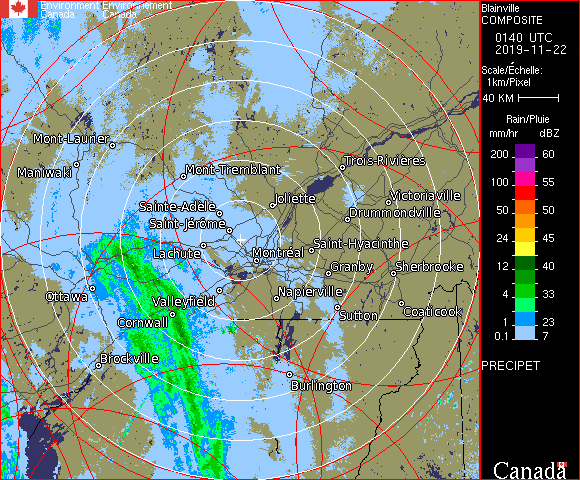 Environment Environnement
Canada Canada
Mont-Laurier
Maniwaki
Mont-Tremblant
Trois-Rivières
Joliette
Victoriaville
Sainte-Adèle
Drummondville
Saint-Jérôme
Saint-Hyacinthe
Lachute
Montréal
Granby
Sherbrooke
Ottawa
Valleyfield
Napierville
Cornwall
Sutton
Coaticook
Brockville
Burlington
Blainville
COMPOSITE
0140 UTC
2019-11-22
Scale/Échelle:
1km/Pixel
40 KM
Rain/Pluie
mm/hr dBZ
200 60
100 55
50 50
24 45
12 40
4 33
1 23
0.1 7
PRECIPET
Canada